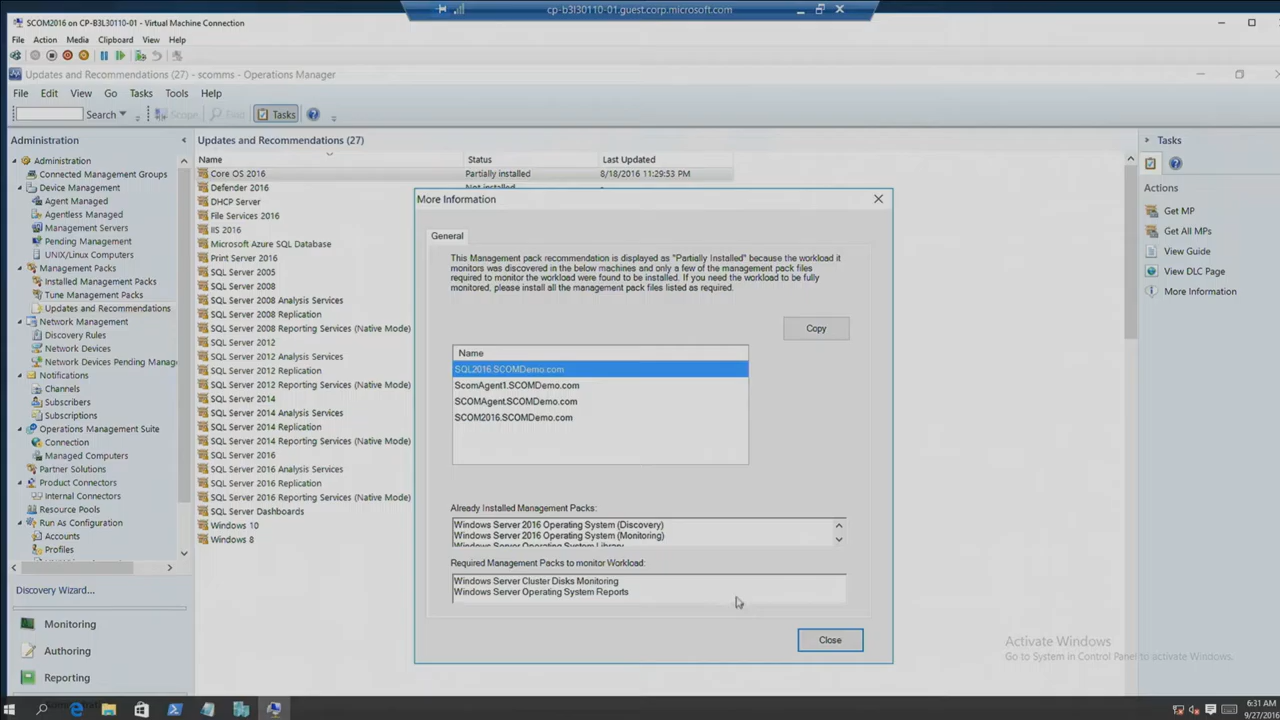 cp-b3l30110-01.guest.corp.microsoft.com
SCOM2016 on CP-B3L30110-01 - Virtual Machine Connection
File Action Media Clipboard View Help
Updates and Recommendations (27) - scomms - Operations Manager
File Edit View Go Tasks Tools Help
Search Scope Find Tasks
Administration
Administration
Connected Management Groups
Device Management
Agent Managed
Agentless Managed
Management Servers
Pending Management
UNIX/Linux Computers
Management Packs
Installed Management Packs
Tune Management Packs
Updates and Recommendations
Network Management
Discovery Rules
Network Devices
Network Devices Pending Manag
Notifications
Channels
Subscribers
Subscriptions
Operations Management Suite
Connection
Managed Computers
Partner Solutions
Product Connectors
Internal Connectors
Resource Pools
Run As Configuration
Accounts
Profiles
Discovery Wizard...
Monitoring
Authoring
Reporting
Updates and Recommendations (27)
Name Status Last Updated
Core OS 2016 Partially installed 8/18/2016 11:29:53 PM
Defender 2016 Not installed -
DHCP Server
File Services 2016
IIS 2016
Microsoft Azure SQL Database
Print Server 2016
SQL Server 2005
SQL Server 2008
SQL Server 2008 Analysis Services
SQL Server 2008 Replication
SQL Server 2008 Reporting Services (Native Mode)
SQL Server 2012
SQL Server 2012 Analysis Services
SQL Server 2012 Replication
SQL Server 2012 Reporting Services (Native Mode)
SQL Server 2014
SQL Server 2014 Analysis Services
SQL Server 2014 Replication
SQL Server 2014 Reporting Services (Native Mode)
SQL Server 2016
SQL Server 2016 Analysis Services
SQL Server 2016 Replication
SQL Server 2016 Reporting Services (Native Mode)
SQL Server Dashboards
Windows 10
Windows 8
More Information
General
This Management pack recommendation is displayed as "Partially Installed" because the workload it
monitors was discovered in the below machines and only a few of the management pack files
required to monitor the workload were found to be installed. If you need the workload to be fully
monitored, please install all the management pack files listed as required.
Copy
Name
SQL2016.SCOMDemo.com
ScomAgent1.SCOMDemo.com
SCOMAgent.SCOMDemo.com
SCOM2016.SCOMDemo.com
Already Installed Management Packs:
Windows Server 2016 Operating System (Discovery)
Windows Server 2016 Operating System (Monitoring)
Windows Server Operating System Library
Required Management Packs to monitor Workload:
Windows Server Cluster Disks Monitoring
Windows Server Operating System Reports
Close
Tasks
Actions
Get MP
Get All MPs
View Guide
View DLC Page
More Information
Activate Windows
Go to System in Control Panel to activate Windows.
6:31 AM
9/27/2016